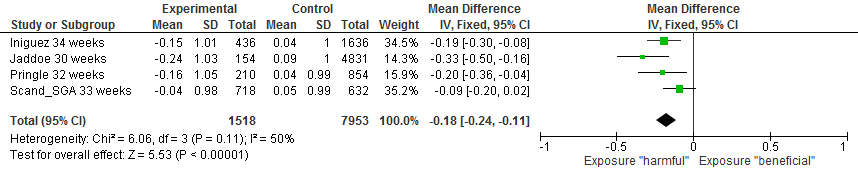 Experimental Control Mean Difference Mean Difference
Study or Subgroup Mean SD Total Mean SD Total Weight IV, Fixed, 95% CI IV, Fixed, 95% CI
Iniguez 34 weeks -0.15 1.01 436 0.04 1 1636 34.5% -0.19 [-0.30, -0.08]
Jaddoe 30 weeks -0.24 1.03 154 0.09 1 4831 14.4% -0.33 [-0.50, -0.16]
Pringle 32 weeks -0.16 1.05 210 0.04 0.99 854 15.9% -0.20 [-0.36, -0.04]
Scand_SGA 33 weeks -0.04 0.98 718 0.05 0.99 632 35.2% -0.09 [-0.20, 0.02]
Total (95% CI) 1518 7953 100.0% -0.18 [-0.24, -0.11]
Heterogeneity: Chi² = 6.06, df = 3 (P = 0.11); I² = 50%
Test for overall effect: Z = 5.53 (P < 0.00001)
-1 -0.5 0 0.5 1
Exposure "harmful" Exposure "beneficial"